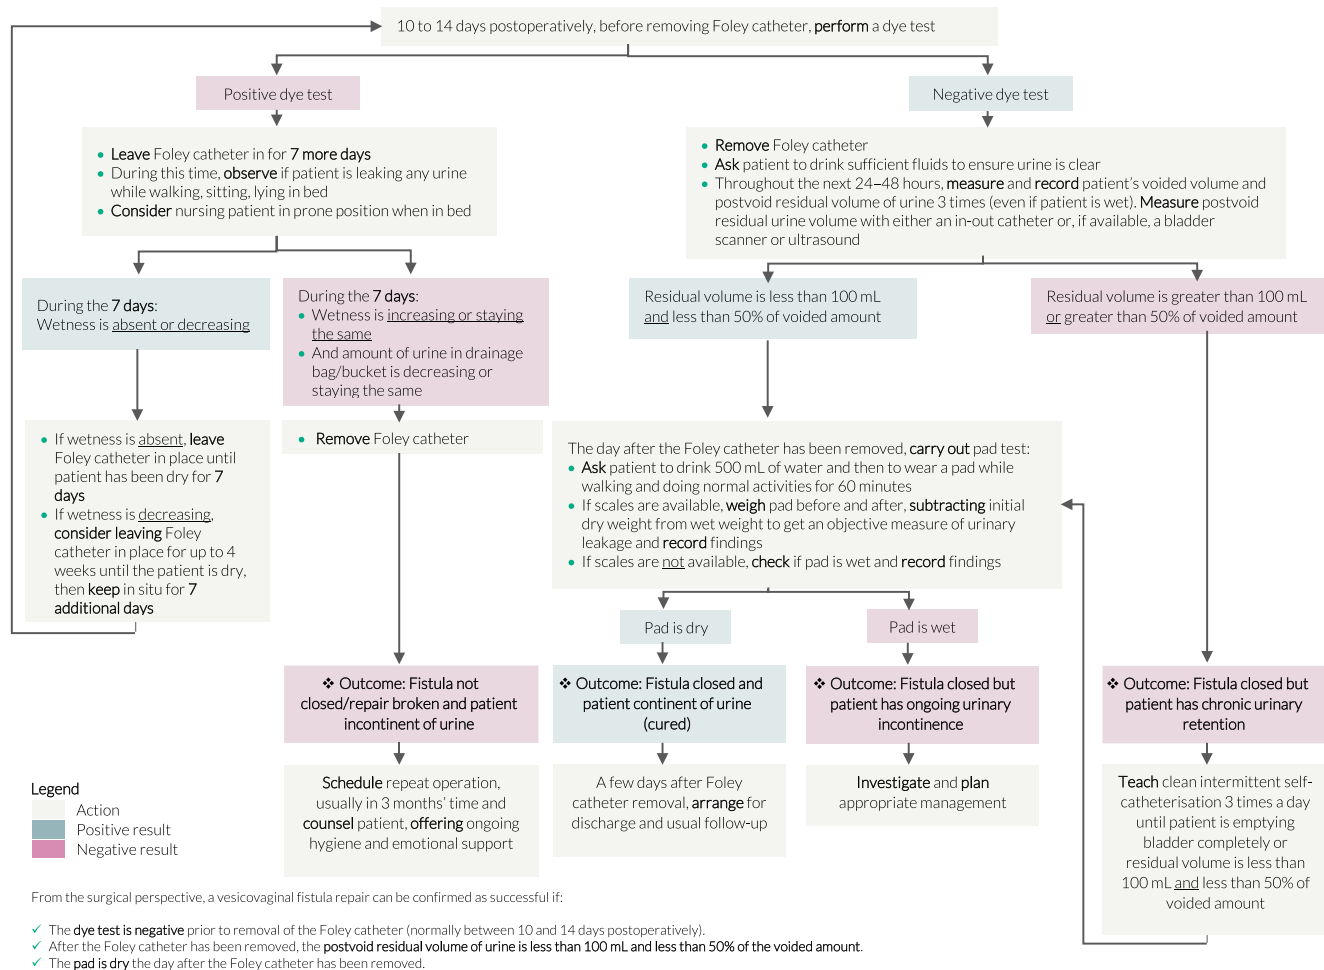 10 to 14 days postoperatively, before removing Foley catheter, perform a dye test
Positive dye test
Negative dye test
• Leave Foley catheter in for 7 more days
• During this time, observe if patient is leaking any urine
while walking, sitting, lying in bed
• Consider nursing patient in prone position when in bed
• Remove Foley catheter
• Ask patient to drink sufficient fluids to ensure urine is clear
• Throughout the next 24–48 hours, measure and record patient's voided volume and
postvoid residual volume of urine 3 times (even if patient is wet). Measure postvoid
residual urine volume with either an in-out catheter or, if available, a bladder
scanner or ultrasound
During the 7 days:
Wetness is absent or decreasing
During the 7 days:
• Wetness is increasing or staying
the same
• And amount of urine in drainage
bag/bucket is decreasing or
staying the same
Residual volume is less than 100 mL
and less than 50% of voided amount
Residual volume is greater than 100 mL
or greater than 50% of voided amount
• If wetness is absent, leave
Foley catheter in place until
patient has been dry for 7
days
• If wetness is decreasing,
consider leaving Foley
catheter in place for up to 4
weeks until the patient is dry,
then keep in situ for 7
additional days
• Remove Foley catheter
The day after the Foley catheter has been removed, carry out pad test:
• Ask patient to drink 500 mL of water and then to wear a pad while
walking and doing normal activities for 60 minutes
• If scales are available, weigh pad before and after, subtracting initial
dry weight from wet weight to get an objective measure of urinary
leakage and record findings
• If scales are not available, check if pad is wet and record findings
Pad is dry
Pad is wet
❖ Outcome: Fistula not
closed/repair broken and patient
incontinent of urine
❖ Outcome: Fistula closed and
patient continent of urine
(cured)
❖ Outcome: Fistula closed but
patient has ongoing urinary
incontinence
❖ Outcome: Fistula closed but
patient has chronic urinary
retention
Schedule repeat operation,
usually in 3 months' time and
counsel patient, offering ongoing
hygiene and emotional support
A few days after Foley
catheter removal, arrange for
discharge and usual follow-up
Investigate and plan
appropriate management
Teach clean intermittent self-
catheterisation 3 times a day
until patient is emptying
bladder completely or
residual volume is less than
100 mL and less than 50% of
voided amount
Legend
Action
Positive result
Negative result
From the surgical perspective, a vesicovaginal fistula repair can be confirmed as successful if:
✓ The dye test is negative prior to removal of the Foley catheter (normally between 10 and 14 days postoperatively).
✓ After the Foley catheter has been removed, the postvoid residual volume of urine is less than 100 mL and less than 50% of the voided amount.
✓ The pad is dry the day after the Foley catheter has been removed.